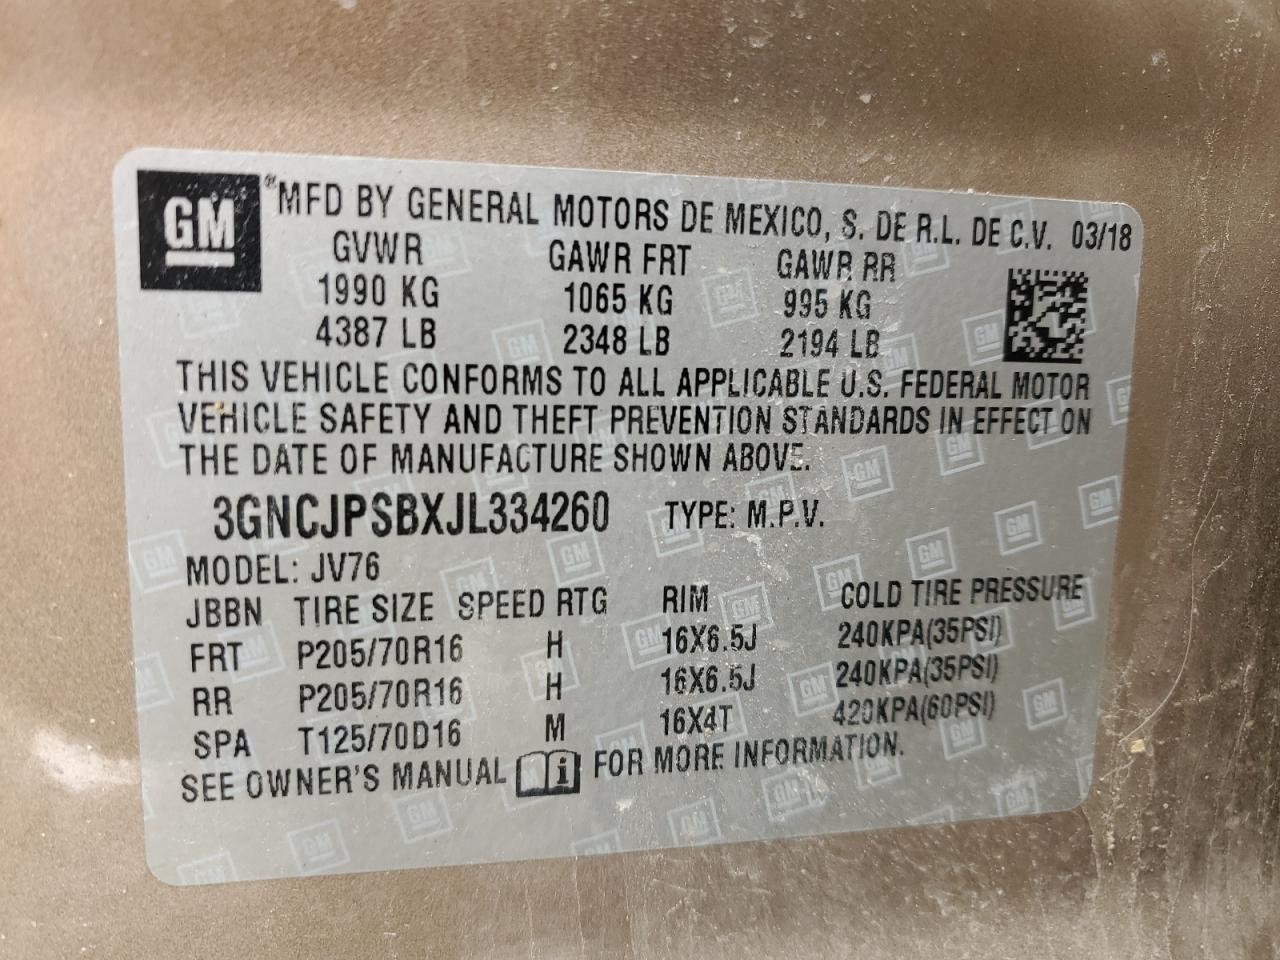 GM ® MFD BY GENERAL MOTORS DE MEXICO, S. DE R.L. DE C.V. 03/18
GVWR GAWR FRT GAWR RR
1990 KG 1065 KG 995 KG
4387 LB 2348 LB 2194 LB
THIS VEHICLE CONFORMS TO ALL APPLICABLE U.S. FEDERAL MOTOR
VEHICLE SAFETY AND THEFT PREVENTION STANDARDS IN EFFECT ON
THE DATE OF MANUFACTURE SHOWN ABOVE.
3GNCJPSBXJL334260 TYPE: M.P.V.
MODEL: JV76
JBBN TIRE SIZE SPEED RTG RIM COLD TIRE PRESSURE
FRT P205/70R16 H 16X6.5J 240KPA(35PSI)
RR P205/70R16 H 16X6.5J 240KPA(35PSI)
SPA T125/70D16 M 16X4T 420KPA(60PSI)
SEE OWNER'S MANUAL i FOR MORE INFORMATION.